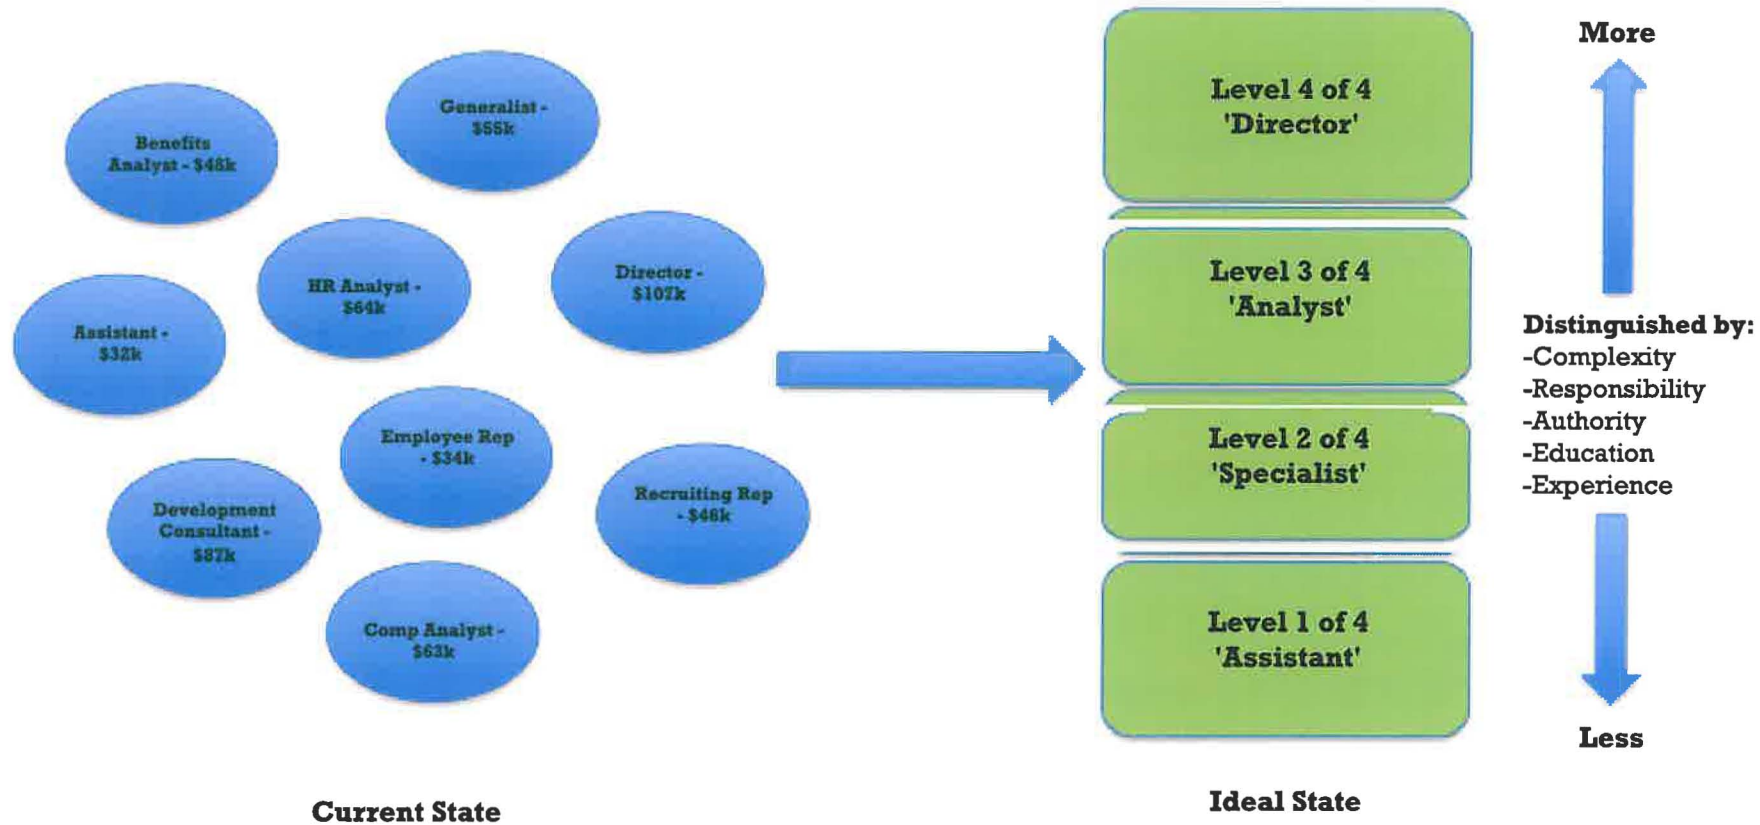 Benefits
Analyst - $48k
Generalist -
$55k
HR Analyst -
$64k
Director -
$107k
Assistant -
$32k
Employee Rep
- $34k
Recruiting Rep
- $46k
Development
Consultant -
$87k
Comp Analyst -
$63k
Current State
Level 4 of 4
'Director'
Level 3 of 4
'Analyst'
Level 2 of 4
'Specialist'
Level 1 of 4
'Assistant'
Ideal State
More
Distinguished by:
-Complexity
-Responsibility
-Authority
-Education
-Experience
Less